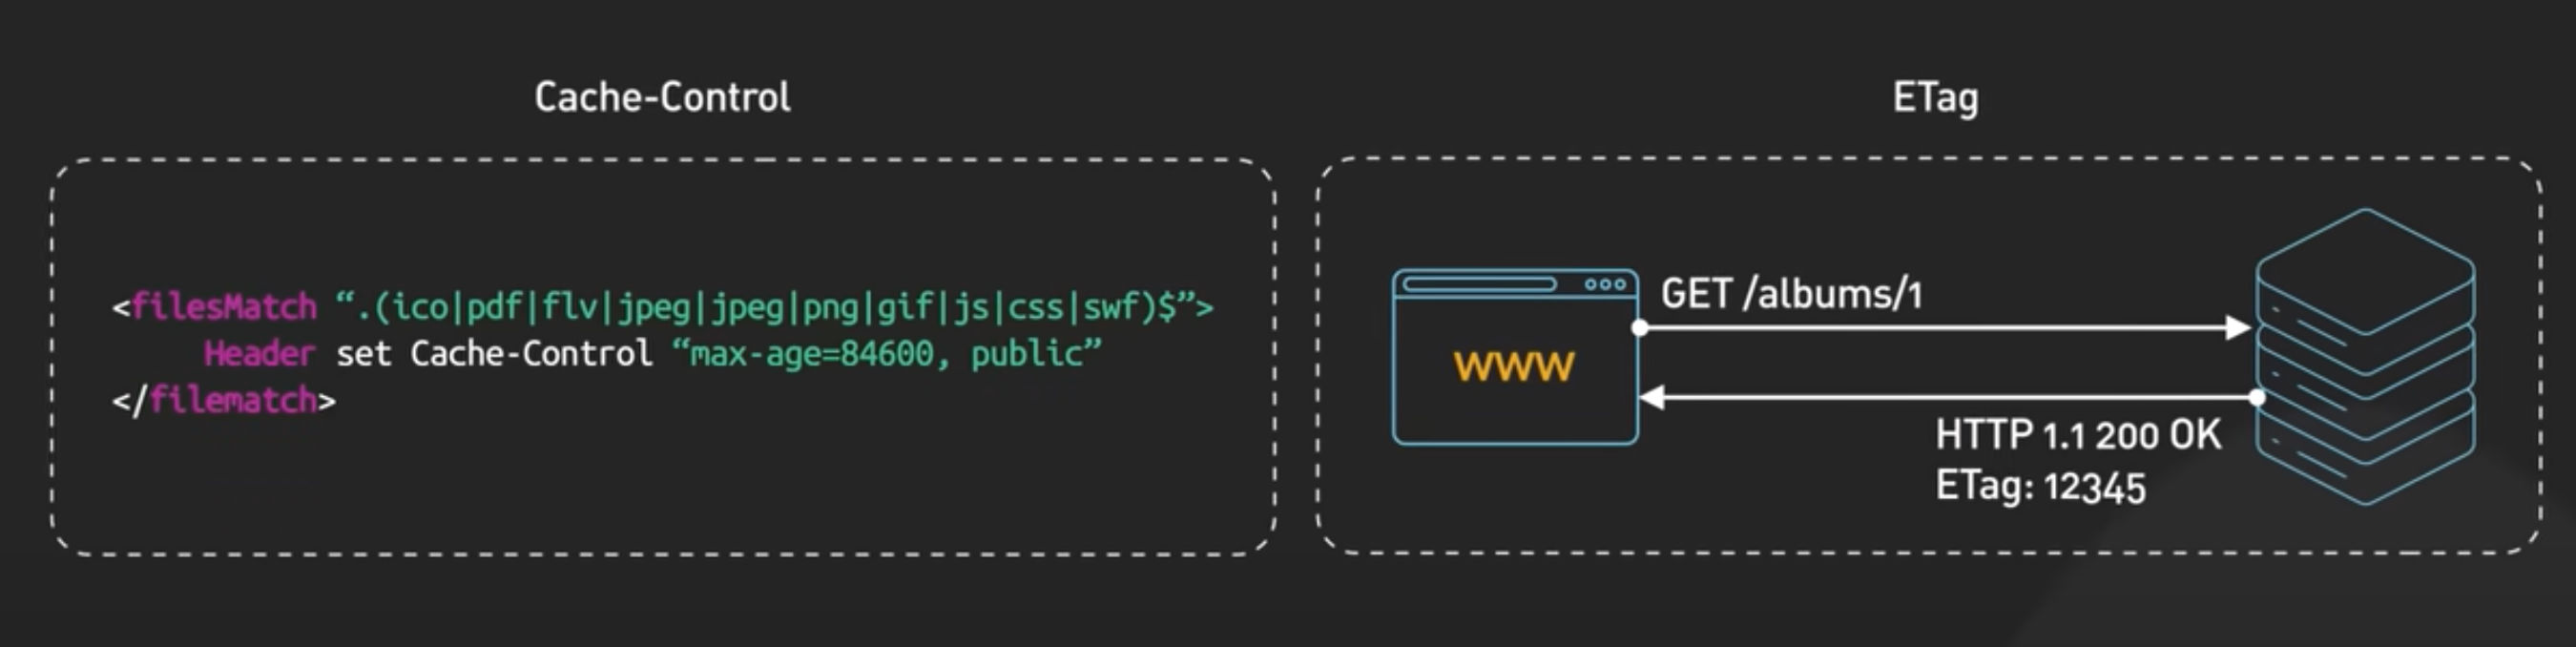 Cache-Control
<filesMatch “.(ico|pdf|flv|jpeg|jpeg|png|gif|js|css|swf)$”>
Header set Cache-Control “max-age=84600, public”
</filematch>
ETag
www
GET /albums/1
HTTP 1.1 200 OK
ETag: 12345